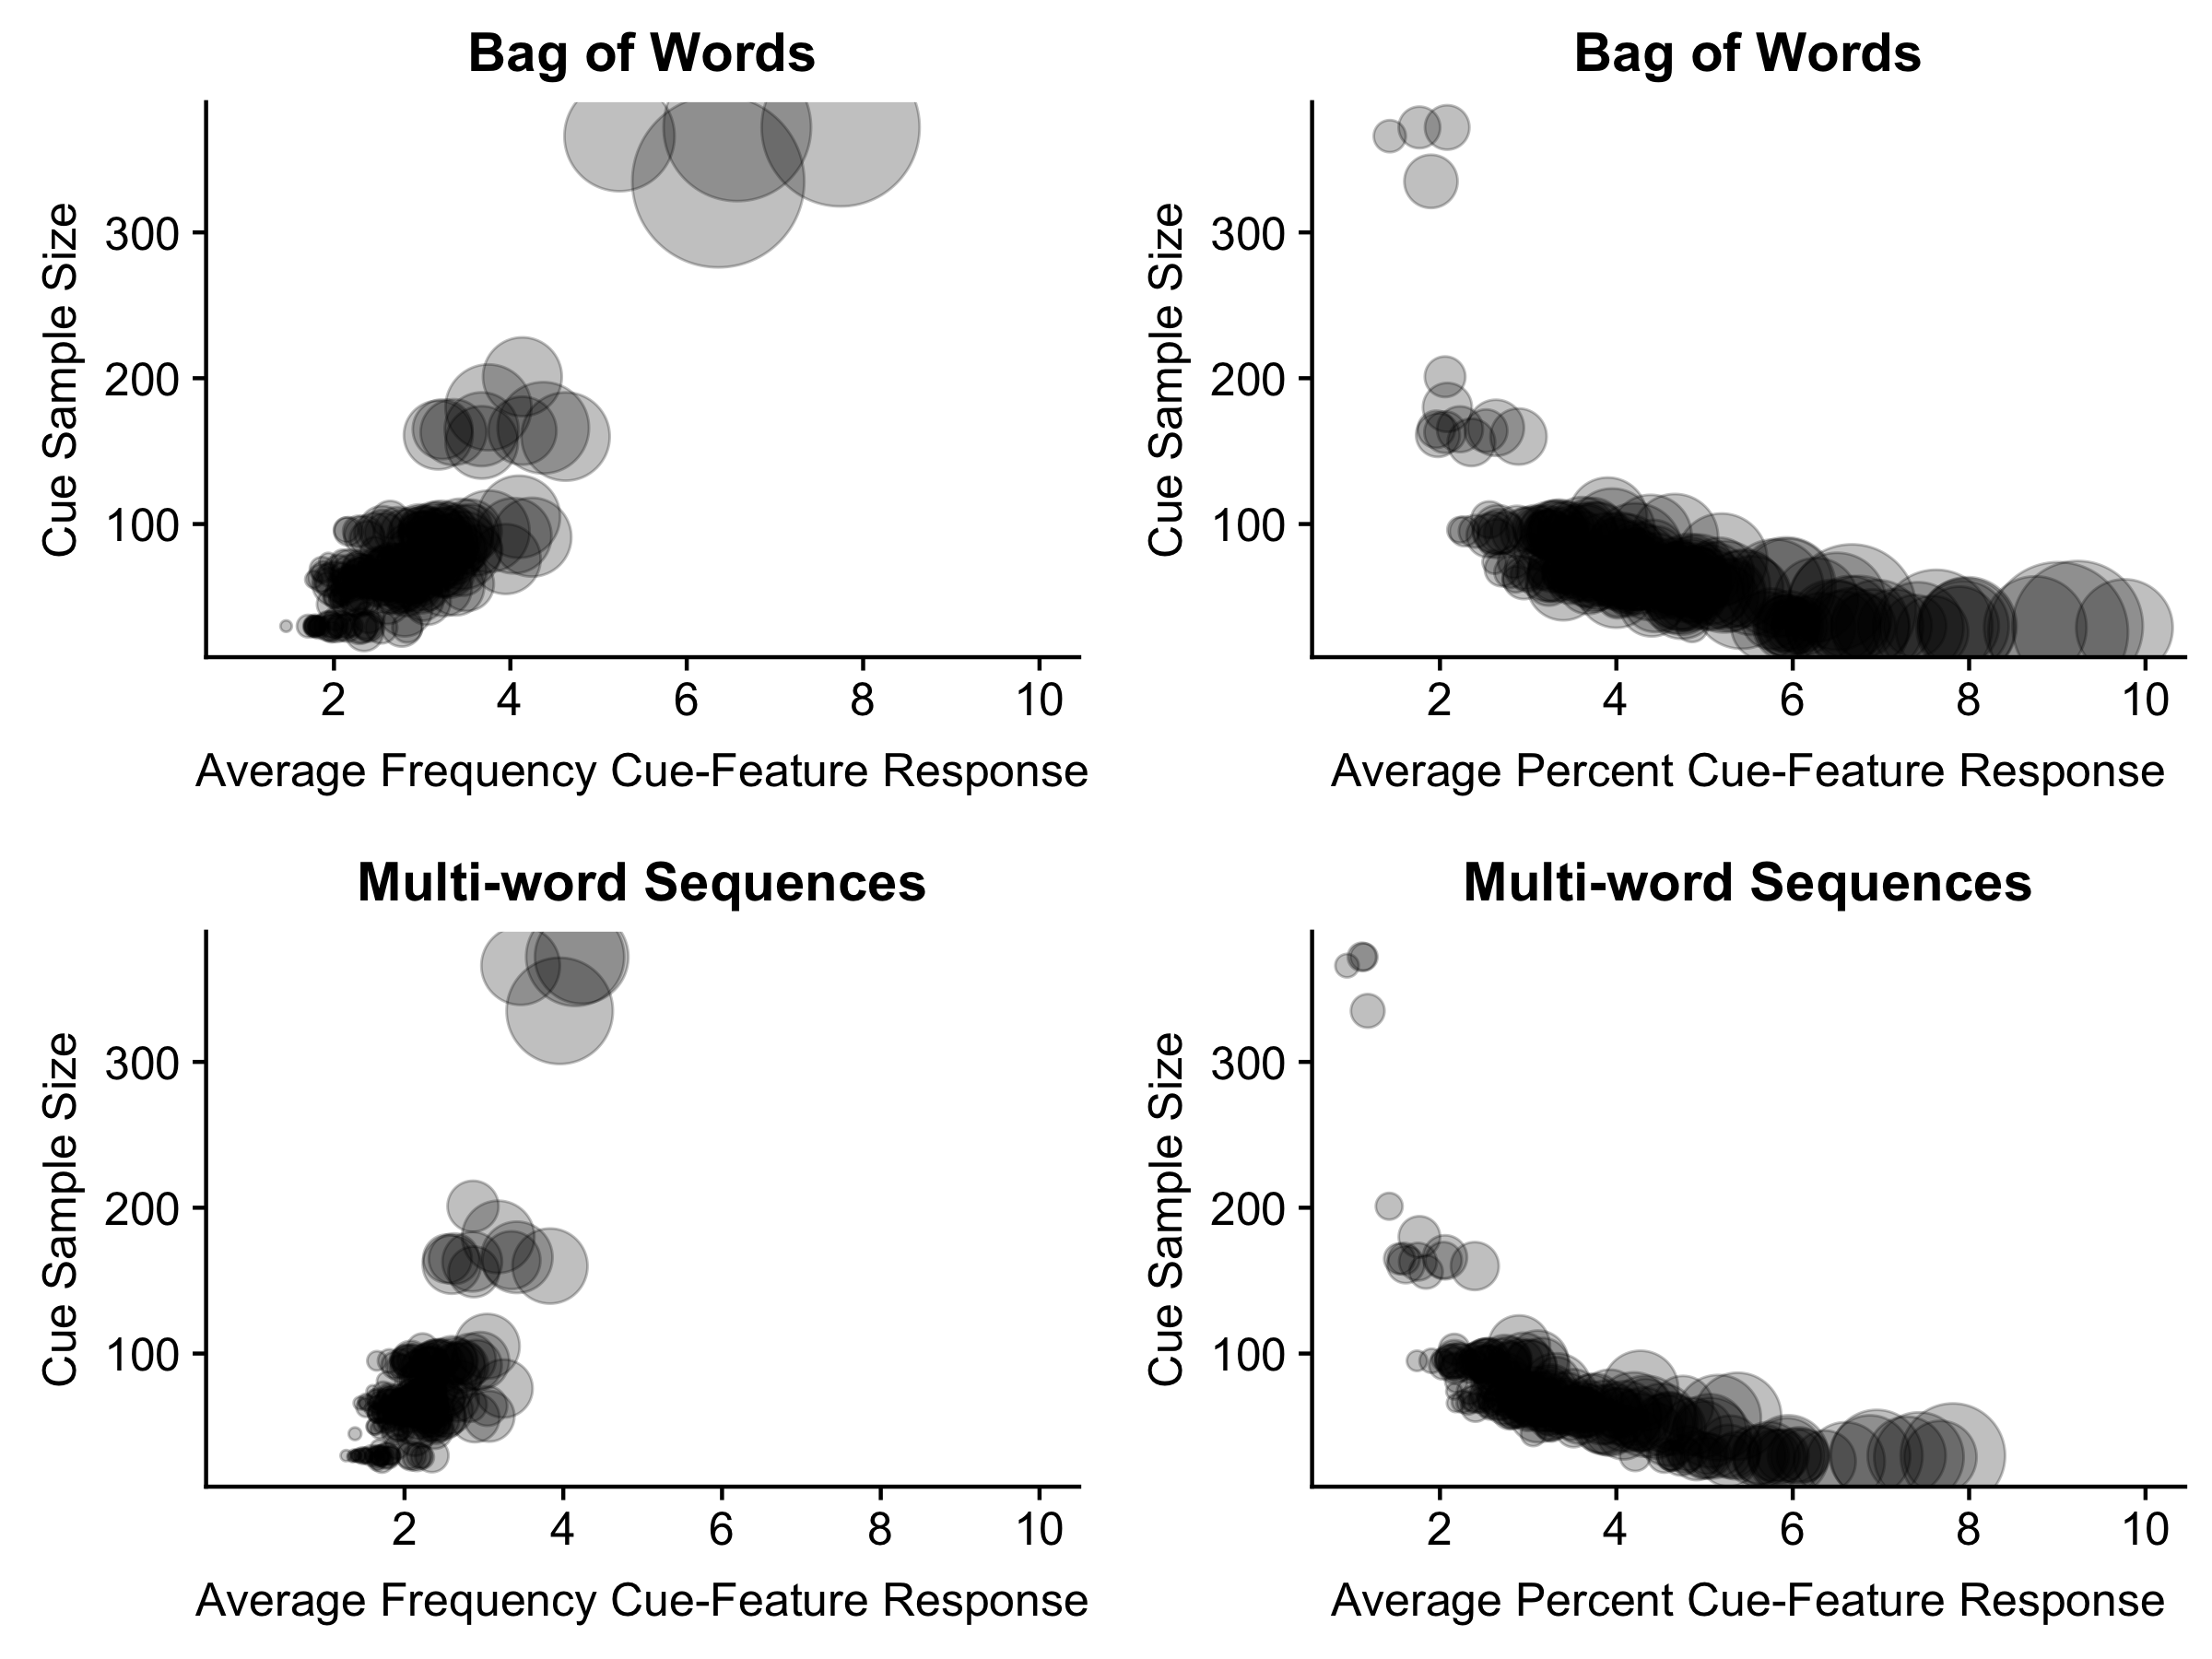 Bag of Words
Cue Sample Size
300
200
100
2 4 6 8 10
Average Frequency Cue-Feature Response
Bag of Words
Cue Sample Size
300
200
100
2 4 6 8 10
Average Percent Cue-Feature Response
Multi-word Sequences
Cue Sample Size
300
200
100
2 4 6 8 10
Average Frequency Cue-Feature Response
Multi-word Sequences
Cue Sample Size
300
200
100
2 4 6 8 10
Average Percent Cue-Feature Response